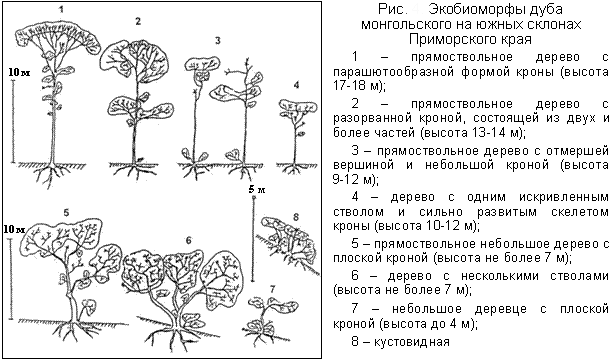 1
2
3
4
10 м
5 м
10 м
5
6
7
8
Рис. Экобиоморфы дуба
монгольского на южных склонах
Приморского края
1 – прямоствольное дерево с
парашютообразной формой кроны (высота
17-18 м);
2 – прямоствольное дерево с
разорванной кроной, состоящей из двух и
более частей (высота 13-14 м);
3 – прямоствольное дерево с отмершей
вершиной и небольшой кроной (высота
9-12 м);
4 – дерево с одним искривленным
стволом и сильно развитым скелетом
кроны (высота 10-12 м);
5 – прямоствольное небольшое дерево с
плоской кроной (высота не более 7 м);
6 – дерево с несколькими стволами
(высота не более 7 м);
7 – небольшое деревце с плоской
кроной (высота до 4 м);
8 – кустовидная